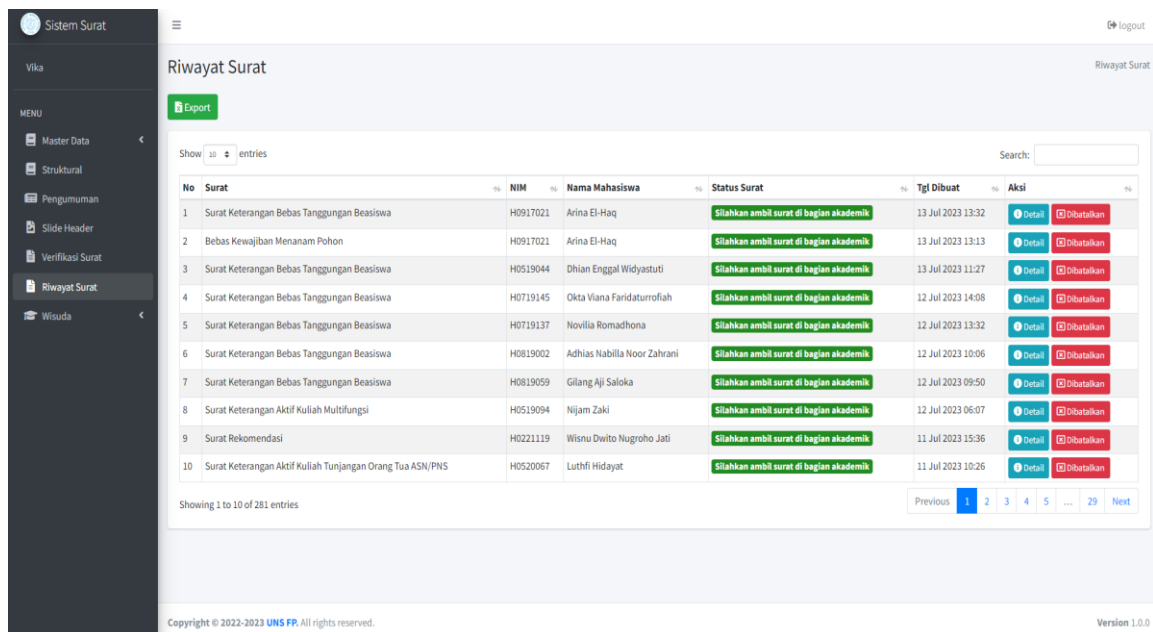 Sistem Surat
logout
Vika
Riwayat Surat
Riwayat Surat
Export
MENU
Master Data
Struktural
Pengumuman
Slide Header
Verifikasi Surat
Riwayat Surat
Wisuda
Show 10 entries
Search:
No Surat NIM Nama Mahasiswa Status Surat Tgl Dibuat Aksi
1 Surat Keterangan Bebas Tanggungan Beasiswa H0917021 Arina El-Haq Silahkan ambil surat di bagian akademik 13 Jul 2023 13:32 Detail Dibatalkan
2 Bebas Kewajiban Menanam Pohon H0917021 Arina El-Haq Silahkan ambil surat di bagian akademik 13 Jul 2023 13:13 Detail Dibatalkan
3 Surat Keterangan Bebas Tanggungan Beasiswa H0519044 Dhian Enggal Widyastuti Silahkan ambil surat di bagian akademik 13 Jul 2023 11:27 Detail Dibatalkan
4 Surat Keterangan Bebas Tanggungan Beasiswa H0719145 Okta Viana Faridaturrofiah Silahkan ambil surat di bagian akademik 12 Jul 2023 14:08 Detail Dibatalkan
5 Surat Keterangan Bebas Tanggungan Beasiswa H0719137 Novilia Romadhona Silahkan ambil surat di bagian akademik 12 Jul 2023 13:32 Detail Dibatalkan
6 Surat Keterangan Bebas Tanggungan Beasiswa H0819002 Adhias Nabilla Noor Zahrani Silahkan ambil surat di bagian akademik 12 Jul 2023 10:06 Detail Dibatalkan
7 Surat Keterangan Bebas Tanggungan Beasiswa H0819059 Gilang Aji Saloka Silahkan ambil surat di bagian akademik 12 Jul 2023 09:50 Detail Dibatalkan
8 Surat Keterangan Aktif Kuliah Multifungsi H0519094 Nijam Zaki Silahkan ambil surat di bagian akademik 12 Jul 2023 06:07 Detail Dibatalkan
9 Surat Rekomendasi H0221119 Wisnu Dwito Nugroho Jati Silahkan ambil surat di bagian akademik 11 Jul 2023 15:36 Detail Dibatalkan
10 Surat Keterangan Aktif Kuliah Tunjangan Orang Tua ASN/PNS H0520067 Luthfi Hidayat Silahkan ambil surat di bagian akademik 11 Jul 2023 10:26 Detail Dibatalkan
Showing 1 to 10 of 281 entries
Previous 1 2 3 4 5 ... 29 Next
Copyright © 2022-2023 UNS FP. All rights reserved.
Version 1.0.0